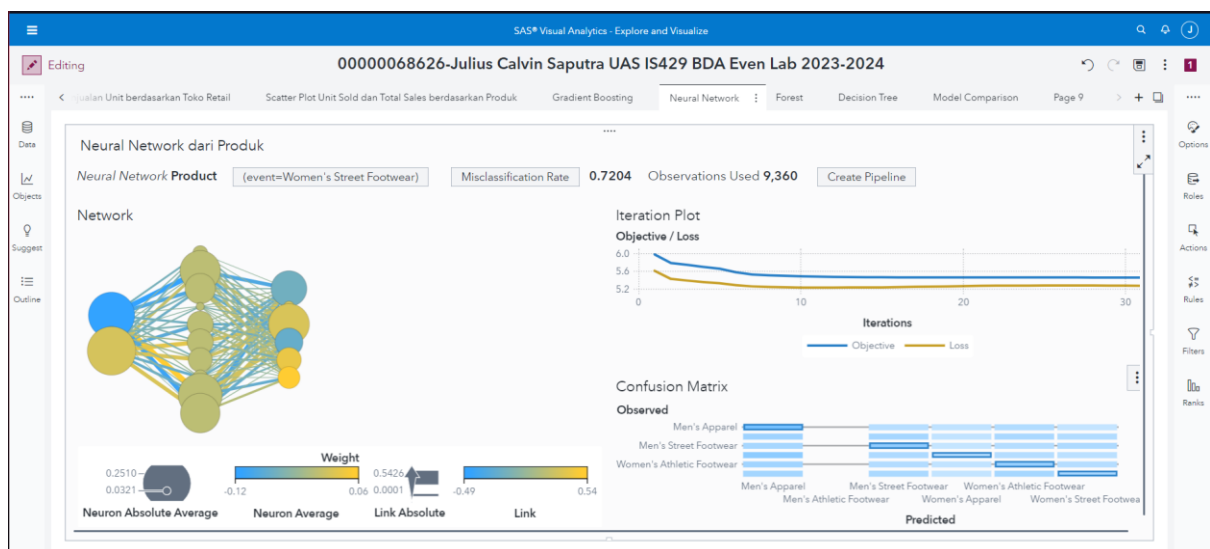 SAS® Visual Analytics - Explore and Visualize
J
Editing
00000068626-Julius Calvin Saputra UAS IS429 BDA Even Lab 2023-2024
1
Unit berdasarkan Toko Retail Scatter Plot Unit Sold dan Total Sales berdasarkan Produk Gradient Boosting Neural Network Forest Decision Tree Model Comparison Page 9
Data
Objects
Suggest
Outline
Neural Network dari Produk
Neural Network Product (event=Women's Street Footwear) Misclassification Rate 0.7204 Observations Used 9,360 Create Pipeline
Network
Weight
0.2510
0.0321
Neuron Absolute Average
-0.12 0.06
Neuron Average
0.5426
0.0001
Link Absolute
-0.49 0.54
Link
Iteration Plot
Objective / Loss
6.0
5.6
5.2
0 10 20 30
Iterations
Objective Loss
Confusion Matrix
Observed
Men's Apparel
Men's Street Footwear
Women's Athletic Footwear
Men's Apparel Men's Street Footwear Women's Athletic Footwear
Men's Athletic Footwear Women's Apparel Women's Street Footwea
Predicted
Options
Roles
Actions
Rules
Filters
Ranks